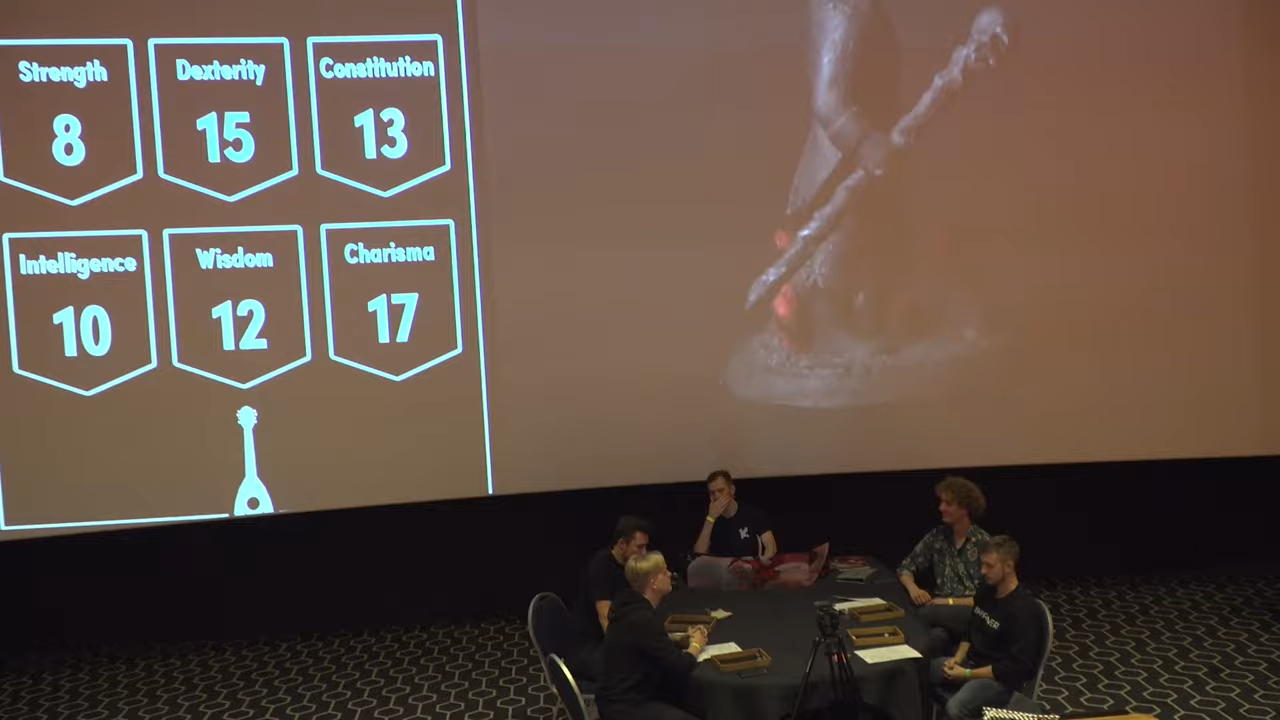 Strength
8
Dexterity
15
Constitution
13
Intelligence
10
Wisdom
12
Charisma
17